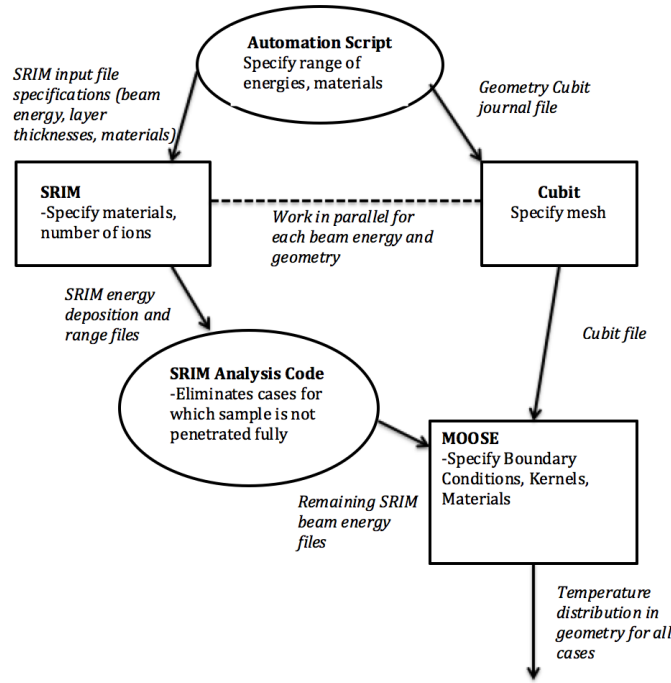 Automation Script
Specify range of
energies, materials
SRIM input file
specifications (beam
energy, layer
thicknesses, materials)
Geometry Cubit
journal file
SRIM
-Specify materials,
number of ions
Work in parallel for
each beam energy and
geometry
Cubit
Specify mesh
SRIM energy
deposition and
range files
Cubit file
SRIM Analysis Code
-Eliminates cases for
which sample is not
penetrated fully
MOOSE
-Specify Boundary
Conditions, Kernels,
Materials
Remaining SRIM
beam energy
files
Temperature
distribution in
geometry for all
cases